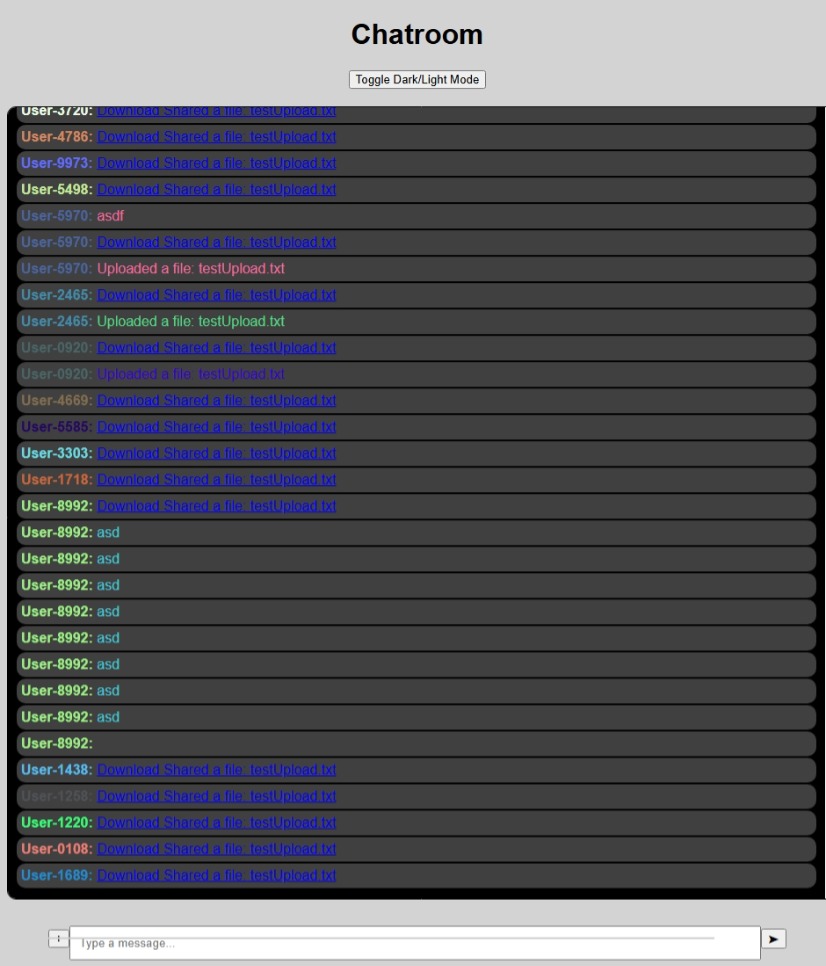 Chatroom
Toggle Dark/Light Mode
User-3720: Download Shared a file: testUpload.txt
User-4786: Download Shared a file: testUpload.txt
User-9973: Download Shared a file: testUpload.txt
User-5498: Download Shared a file: testUpload.txt
User-5970: asdf
User-5970: Download Shared a file: testUpload.txt
User-5970: Uploaded a file: testUpload.txt
User-2465: Download Shared a file: testUpload.txt
User-2465: Uploaded a file: testUpload.txt
User-0920: Download Shared a file: testUpload.txt
User-0920: Uploaded a file: testUpload.txt
User-4669: Download Shared a file: testUpload.txt
User-5585: Download Shared a file: testUpload.txt
User-3303: Download Shared a file: testUpload.txt
User-1718: Download Shared a file: testUpload.txt
User-8992: Download Shared a file: testUpload.txt
User-8992: asd
User-8992: asd
User-8992: asd
User-8992: asd
User-8992: asd
User-8992: asd
User-8992: asd
User-8992: asd
User-8992:
User-1438: Download Shared a file: testUpload.txt
User-1258: Download Shared a file: testUpload.txt
User-1220: Download Shared a file: testUpload.txt
User-0108: Download Shared a file: testUpload.txt
User-1689: Download Shared a file: testUpload.txt
Type a message...